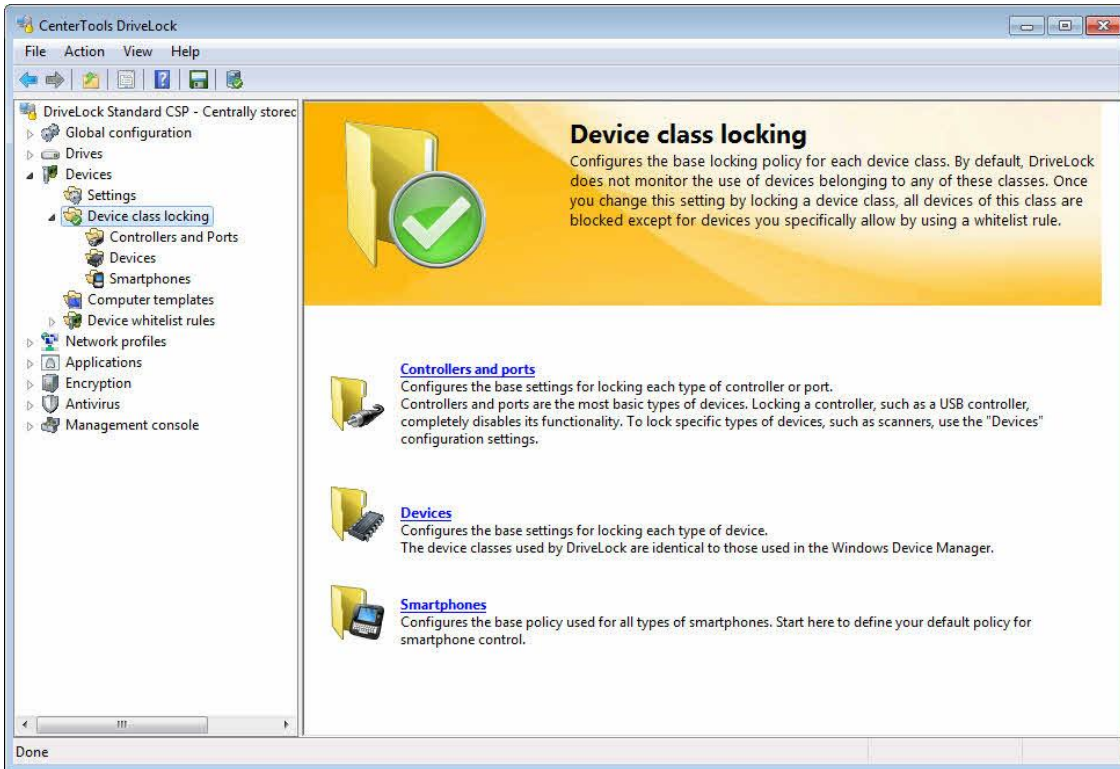 CenterTools DriveLock
File Action View Help
DriveLock Standard CSP - Centrally storec
Global configuration
Drives
Devices
Settings
Device class locking
Controllers and Ports
Devices
Smartphones
Computer templates
Device whitelist rules
Network profiles
Applications
Encryption
Antivirus
Management console
Device class locking
Configures the base locking policy for each device class. By default, DriveLock
does not monitor the use of devices belonging to any of these classes. Once
you change this setting by locking a device class, all devices of this class are
blocked except for devices you specifically allow by using a whitelist rule.
Controllers and ports
Configures the base settings for locking each type of controller or port.
Controllers and ports are the most basic types of devices. Locking a controller, such as a USB controller,
completely disables its functionality. To lock specific types of devices, such as scanners, use the "Devices"
configuration settings.
Devices
Configures the base settings for locking each type of device.
The device classes used by DriveLock are identical to those used in the Windows Device Manager.
Smartphones
Configures the base policy used for all types of smartphones. Start here to define your default policy for
smartphone control.
Done